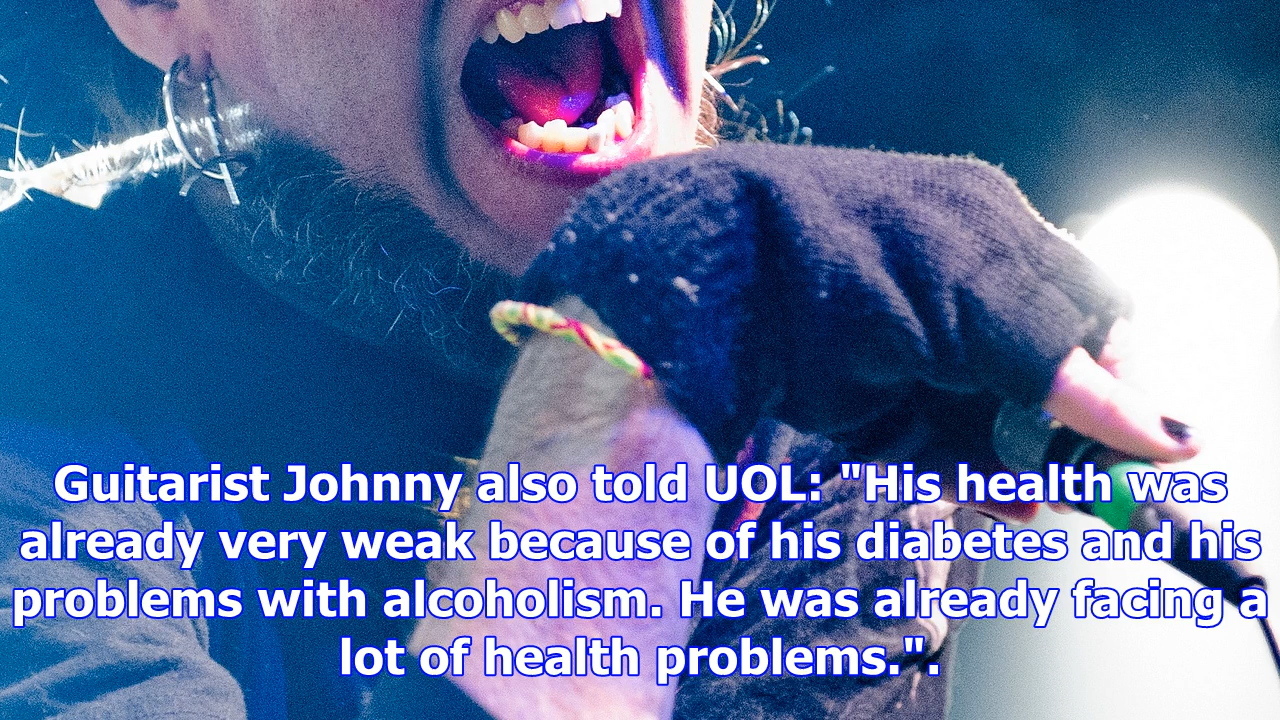 Guitarist Johnny also told UOL: "His health was
already very weak because of his diabetes and his
problems with alcoholism. He was already facing a
lot of health problems.".